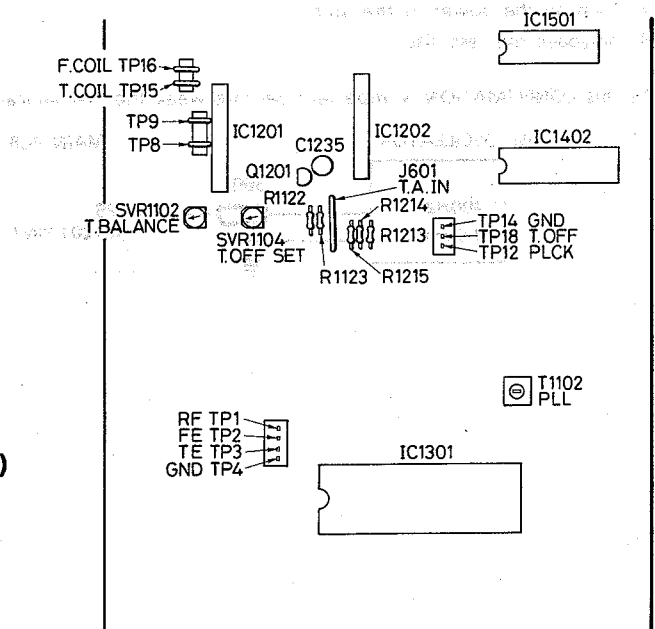 IC1501
F.COIL TP16
T.COIL TP15
TP9
TP8
IC1201
C1235
Q1201
IC1202
IC1402
J601
T.A.IN
R1122
R1214
SVR1102
T.BALANCE
SVR1104
T.OFF SET
R1213
TP14 GND
TP18 T.OFF
TP12 PLCK
R1123
R1215
T1102
PLL
RF TP1
FE TP2
TE TP3
GND TP4
IC1301
)